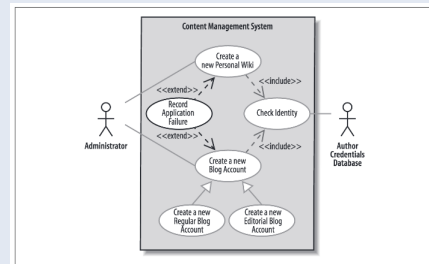 Content Management System
Create a
new Personal Wiki
<<extend>>
<<include>>
Record
Application
Failure
Check Identity
<<extend>>
<<include>>
Administrator
Author
Credentials
Database
Create a new
Blog Account
Create a new
Regular Blog
Account
Create a new
Editorial Blog
Account